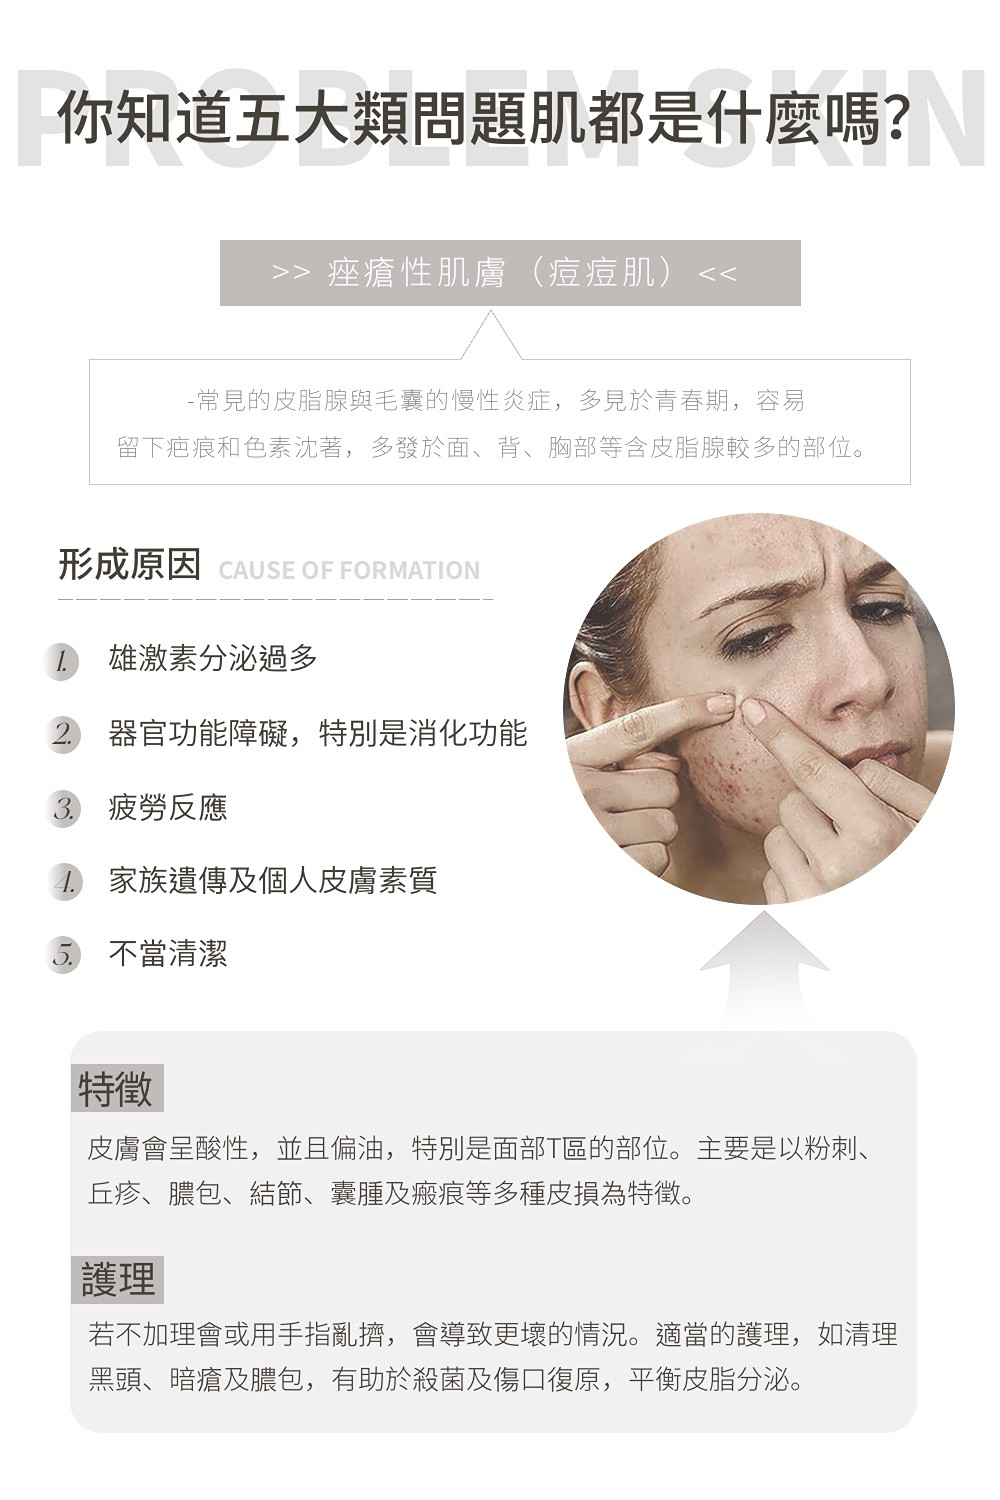 PROBLEM SKIN
你知道五大類問題肌都是什麼嗎?
>> 痤瘡性肌膚（痘痘肌）<<
-常見的皮脂腺與毛囊的慢性炎症，多見於青春期，容易
留下疤痕和色素沈著，多發於面、背、胸部等含皮脂腺較多的部位。
形成原因 CAUSE OF FORMATION
1. 雄激素分泌過多
2. 器官功能障礙，特別是消化功能
3. 疲勞反應
4. 家族遺傳及個人皮膚素質
5. 不當清潔
特徵
皮膚會呈酸性，並且偏油，特別是面部T區的部位。主要是以粉刺、
丘疹、膿包、結節、囊腫及瘢痕等多種皮損為特徵。
護理
若不加理會或用手指亂擠，會導致更壞的情況。適當的護理，如清理
黑頭、暗瘡及膿包，有助於殺菌及傷口復原，平衡皮脂分泌。